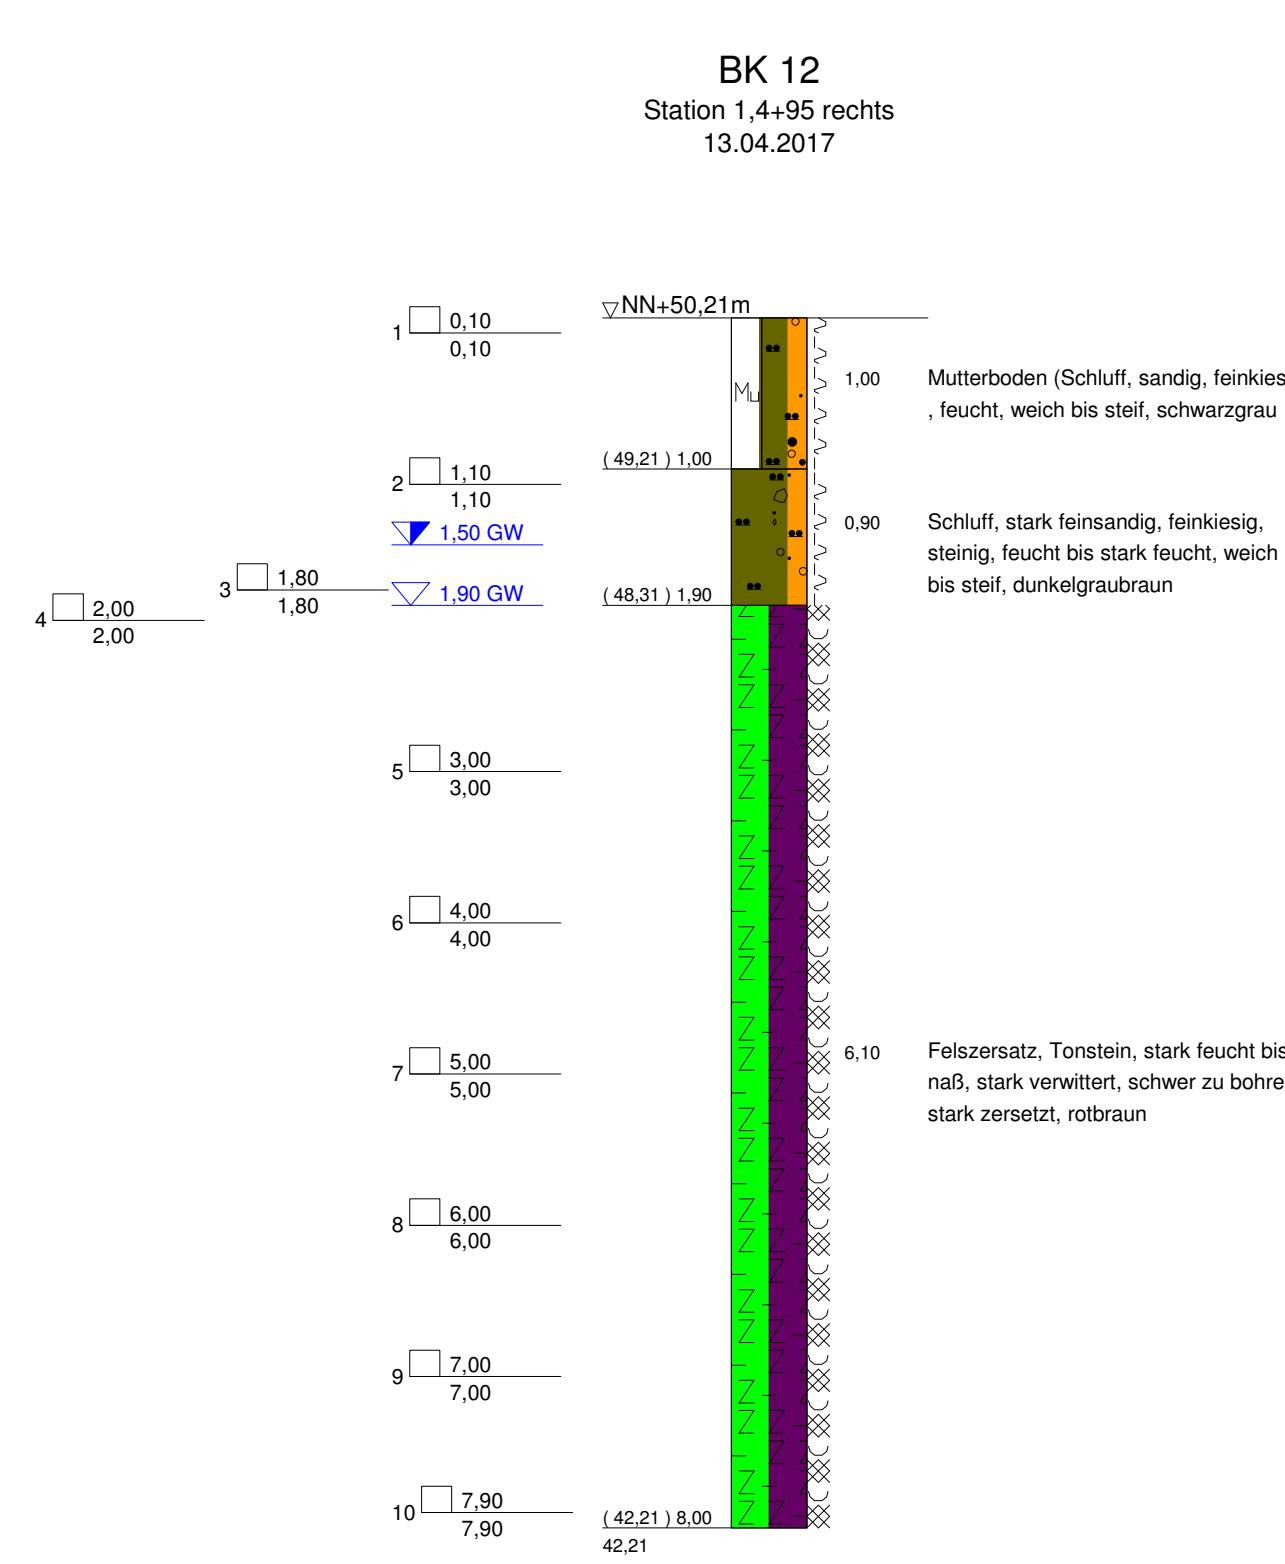 BK 12
Station 1,4+95 rechts
13.04.2017
NN+50,21m
1 0,10
0,10
Mu
1,00
Mutterboden (Schluff, sandig, feinkies
, feucht, weich bis steif, schwarzgrau
( 49,21 ) 1,00
2 1,10
1,10
1,50 GW
0,90
Schluff, stark feinsandig, feinkiesig,
steinig, feucht bis stark feucht, weich
bis steif, dunkelgraubraun
3 1,80
1,80
1,90 GW
( 48,31 ) 1,90
4 2,00
2,00
5 3,00
3,00
6 4,00
4,00
7 5,00
5,00
6,10
Felszersatz, Tonstein, stark feucht bis
naß, stark verwittert, schwer zu bohre
stark zersetzt, rotbraun
8 6,00
6,00
9 7,00
7,00
10 7,90
7,90
( 42,21 ) 8,00
42,21